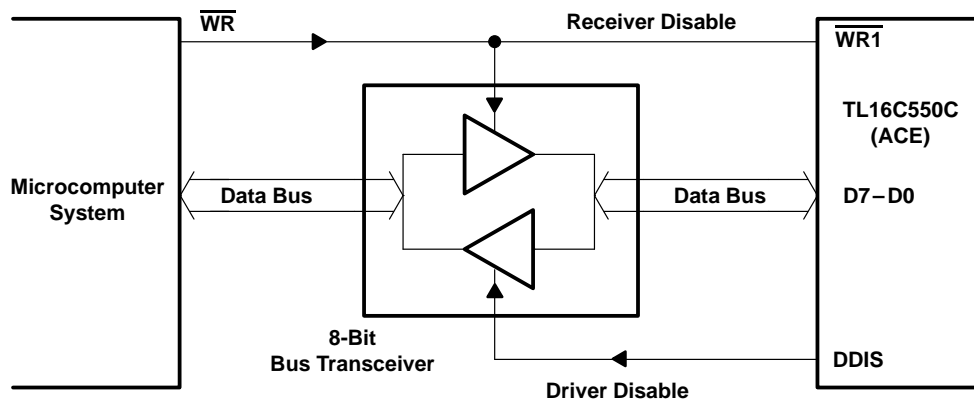 WR
Receiver Disable
WR1
TL16C550C
(ACE)
Microcomputer
System
Data Bus
Data Bus
D7–D0
8-Bit
Bus Transceiver
DDIS
Driver Disable